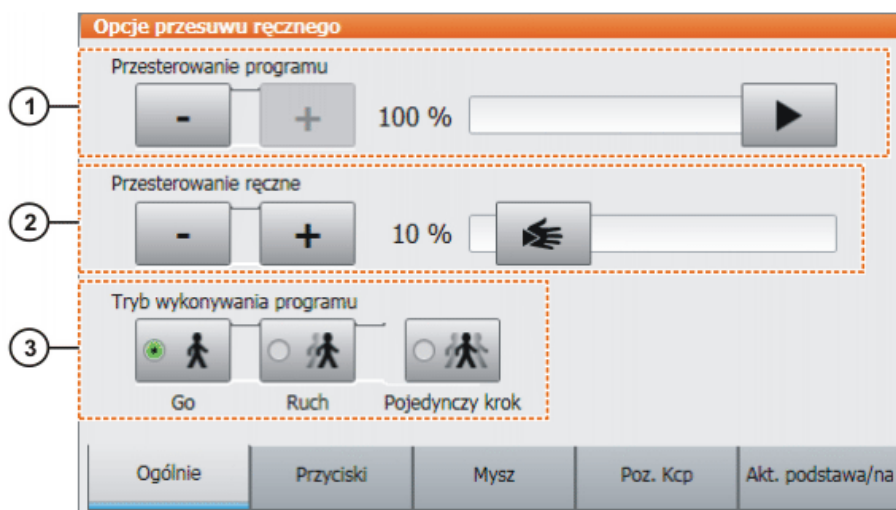 Opcje przesuwu ręcznego
Przesterowanie programu
1
- + 100 %
Przesterowanie ręczne
2
- + 10 %
Tryb wykonywania programu
3
Go Ruch Pojedynczy krok
Ogólnie Przyciski Mysz Poz. Kcp Akt. podstawa/na